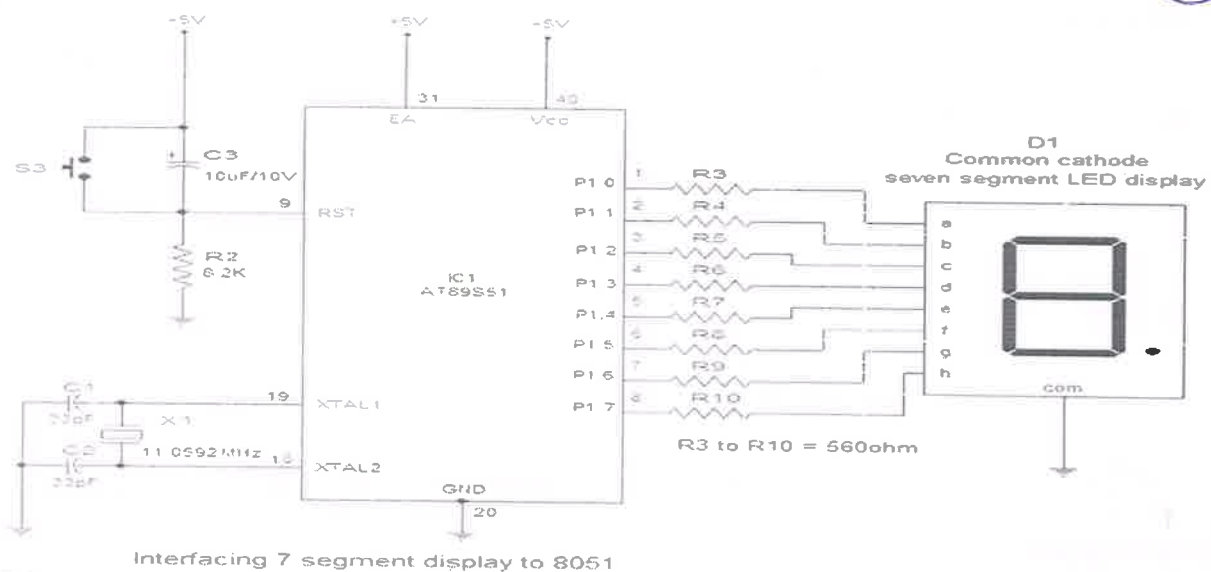 -5V
+5V
-5V
31
40
EA
Vcc
S3
C3
10uF/10V
9
RST
R2
8.2K
IC1
AT89S51
P1 0
1
R3
P1 1
2
R4
P1 2
3
R5
P1 3
4
R6
P1.4
5
R7
P1 5
6
R8
P1 6
7
R9
P1 7
8
R10
R3 to R10 = 560ohm
D1
Common cathode
seven segment LED display
a
b
c
d
e
f
g
h
com
C1
33pF
19
XTAL1
X1
11.0592MHz
18
XTAL2
C2
33pF
GND
20
Interfacing 7 segment display to 8051